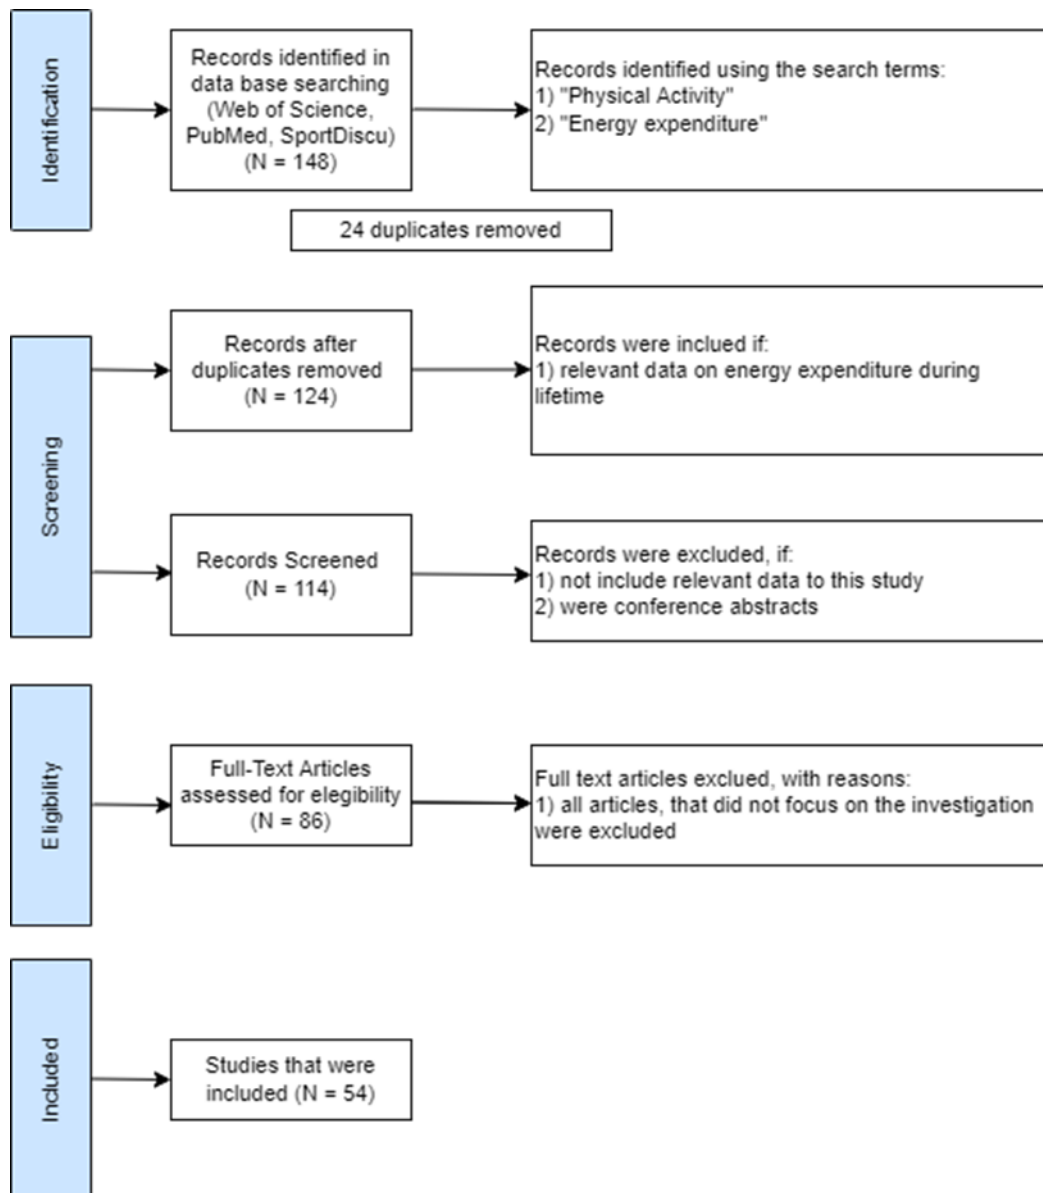 Identification
Records identified in
data base searching
(Web of Science,
PubMed, SportDiscu)
(N = 148)
Records identified using the search terms:
1) "Physical Activity"
2) "Energy expenditure"
24 duplicates removed
Screening
Records after
duplicates removed
(N = 124)
Records were inclued if:
1) relevant data on energy expenditure during
lifetime
Records Screened
(N = 114)
Records were excluded, if:
1) not include relevant data to this study
2) were conference abstracts
Eligibility
Full-Text Articles
assessed for elegibility
(N = 86)
Full text articles exclued, with reasons:
1) all articles, that did not focus on the investigation
were excluded
Included
Studies that were
included (N = 54)